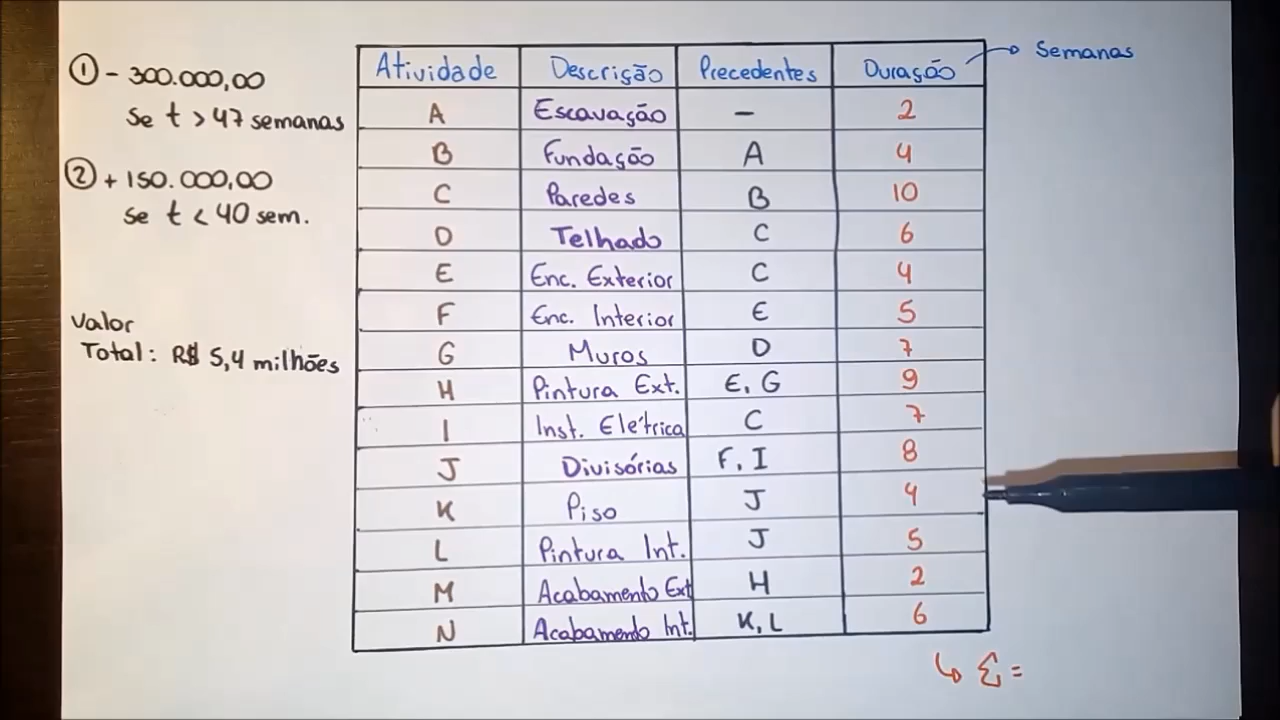 ① - 300.000,00
Se t > 47 semanas
② + 150.000,00
Se t < 40 sem.
Valor
Total: R$ 5,4 milhões
Atividade Descrição Precedentes Duração → Semanas
A Escavação - 2
B Fundação A 4
C Paredes B 10
D Telhado C 6
E Enc. Exterior C 4
F Enc. Interior E 5
G Muros D 7
H Pintura Ext. E, G 9
I Inst. Elétrica C 7
J Divisórias F, I 8
K Piso J 4
L Pintura Int. J 5
M Acabamento Ext H 2
N Acabamento Int. K, L 6
↳ Σ =